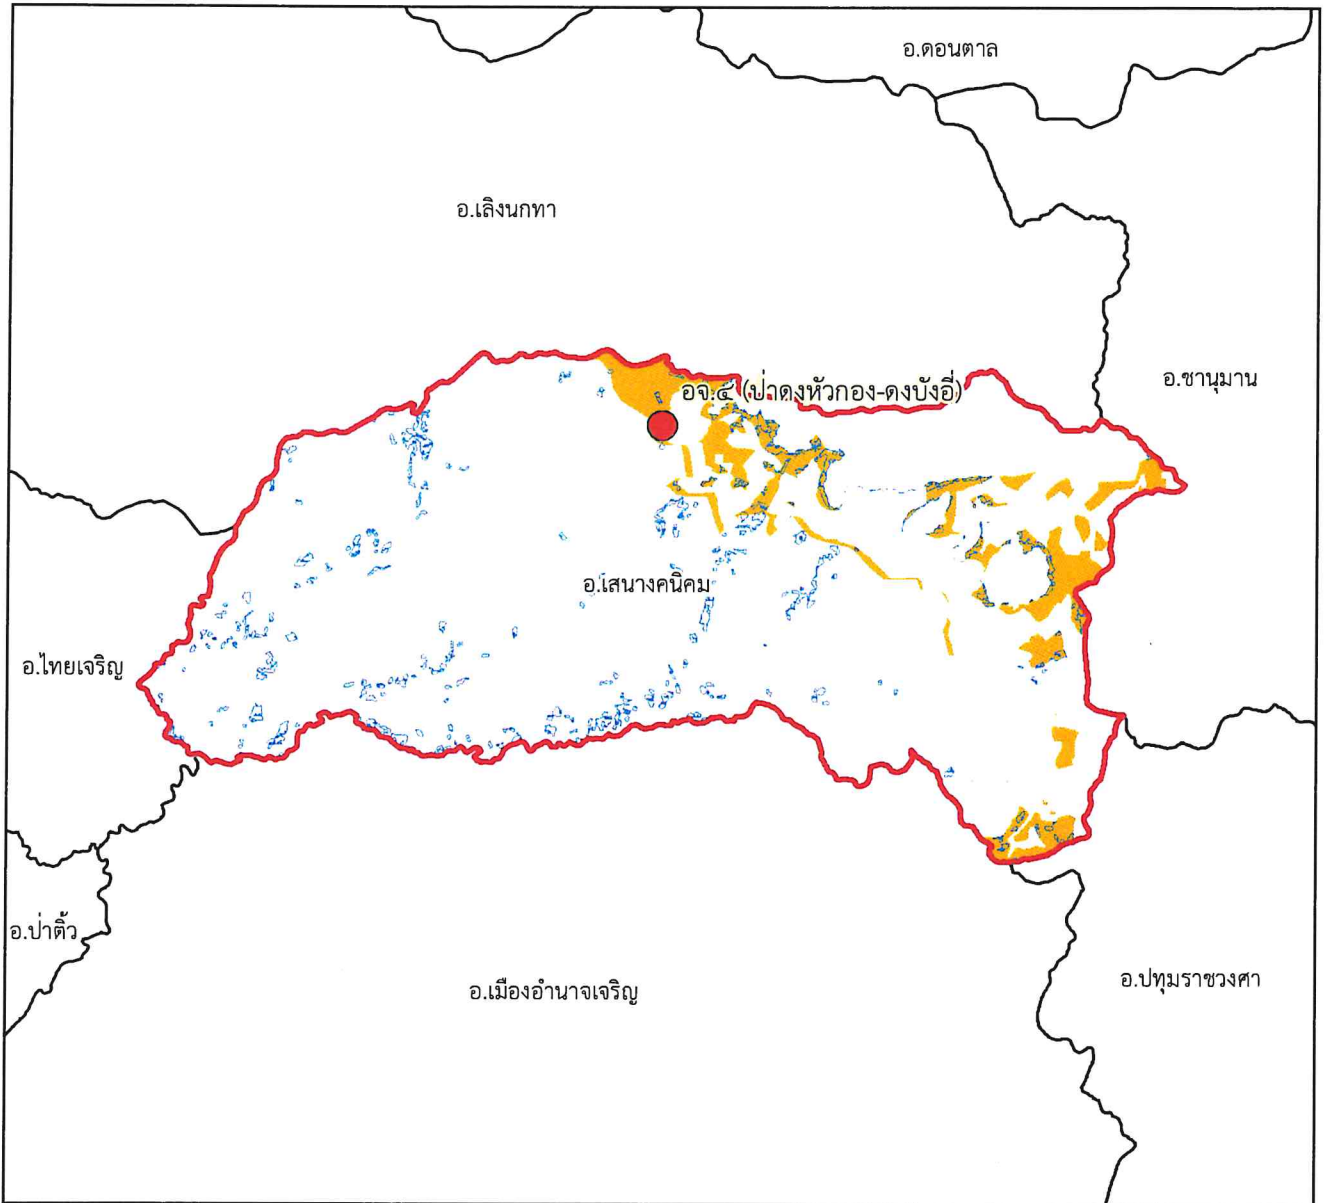 อ.ดอนตาล
อ.เลิงนกทา
อ.ชานุมาน
อจ.๕ (ป่าดงหัวกอง-ดงบังอี่)
อ.เสนางคนิคม
อ.ไทยเจริญ
อ.ป่าติ้ว
อ.ปทุมราชวงศา
อ.เมืองอำนาจเจริญ